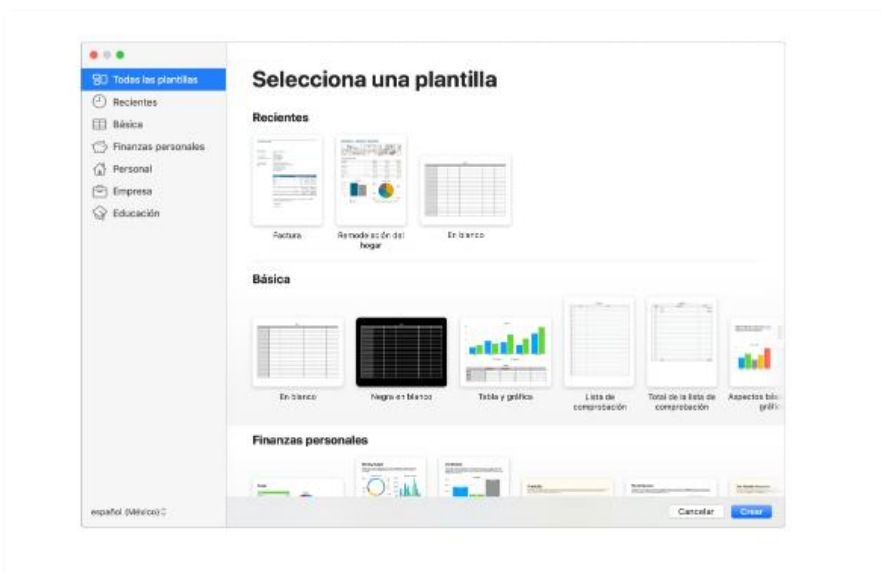 Todas las plantillas
Recientes
Básica
Finanzas personales
Personal
Empresa
Educación
español (México)
Selecciona una plantilla
Recientes
Factura
Remodelación del
hogar
En blanco
Básica
En blanco
Negra en blanco
Tabla y gráfica
Lista de
comprobación
Total de la lista de
comprobación
Aspectos
Finanzas personales
Cancelar
Crear